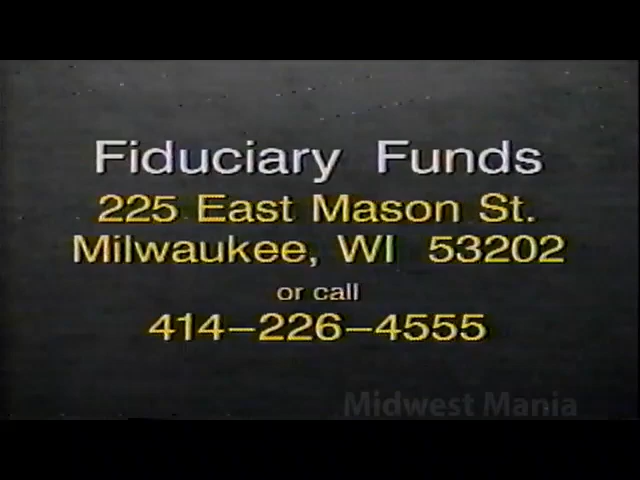 Fiduciary Funds
225 East Mason St.
Milwaukee, WI 53202
or call
414-226-4555
Midwest Mania